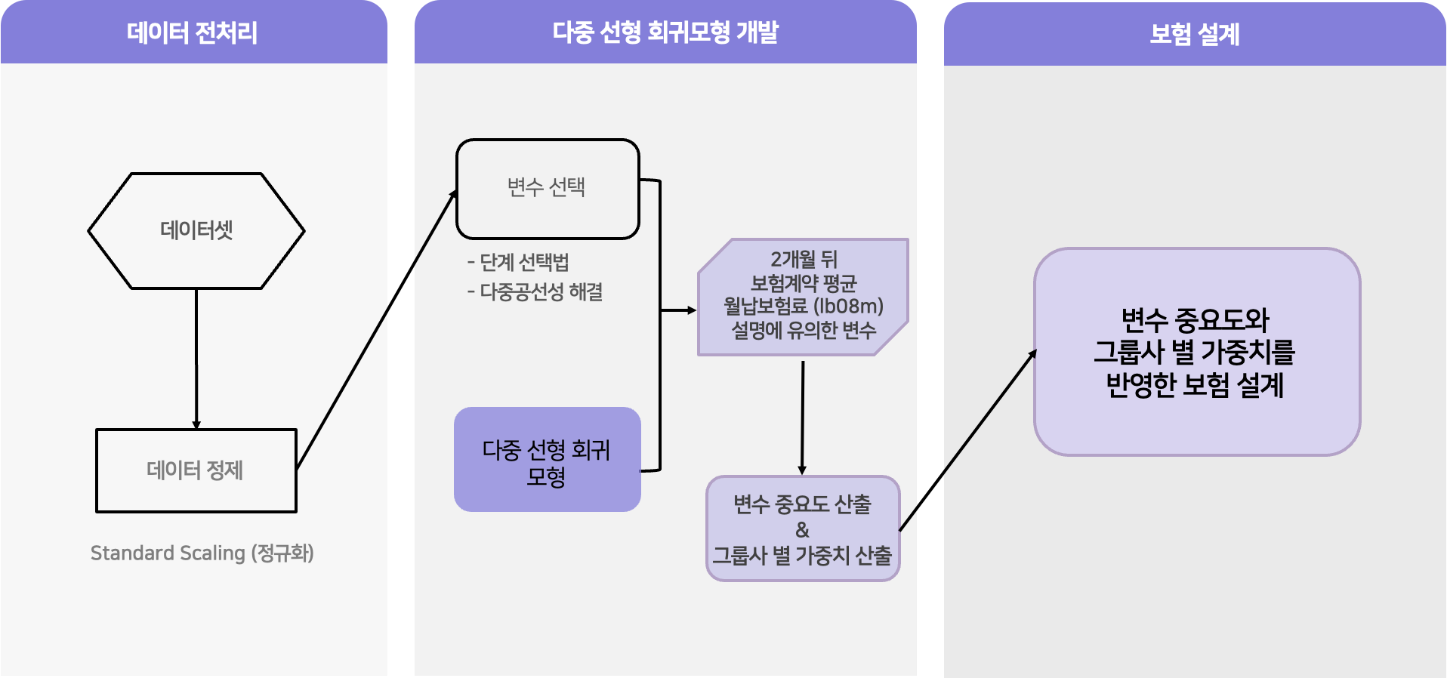 데이터 전처리
데이터셋
데이터 정제
Standard Scaling (정규화)
다중 선형 회귀모형 개발
변수 선택
- 단계 선택법
- 다중공선성 해결
다중 선형 회귀
모형
2개월 뒤
보험계약 평균
월납보험료 (lb08m)
설명에 유의한 변수
변수 중요도 산출
&
그룹사 별 가중치 산출
보험 설계
변수 중요도와
그룹사 별 가중치를
반영한 보험 설계